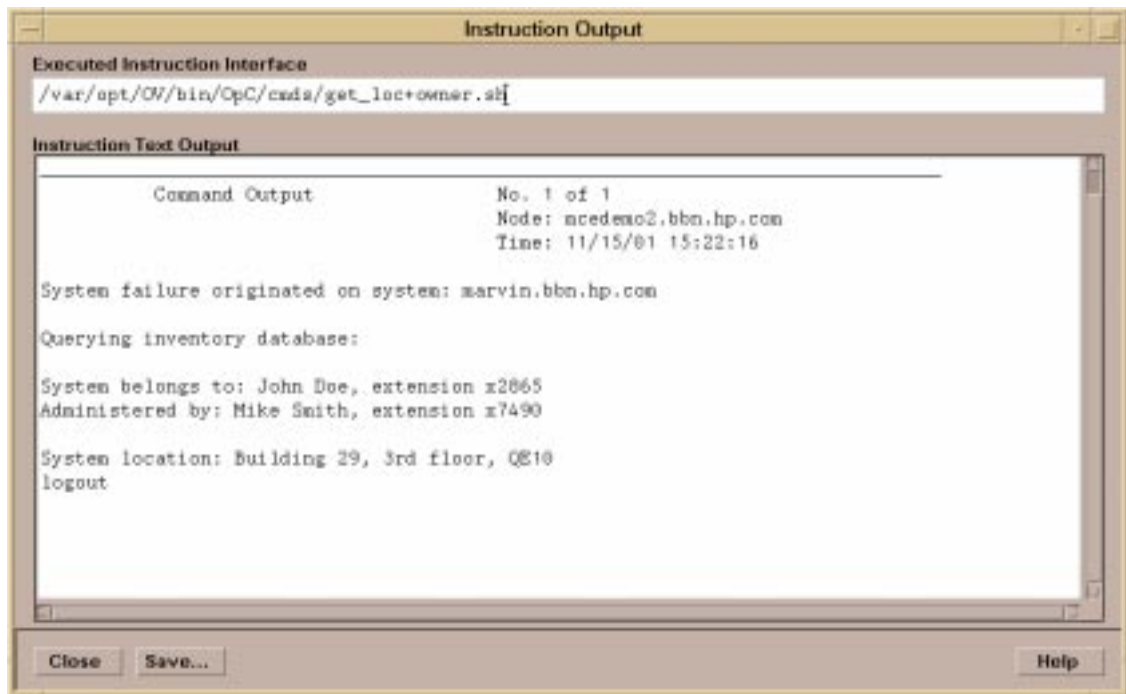 Instruction Output
Executed Instruction Interface
/var/opt/OV/bin/OpC/cmds/get_loc+owner.sh
Instruction Text Output
Command Output No. 1 of 1
Node: mcedemo2.bbn.hp.com
Time: 11/15/01 15:22:16
System failure originated on system: marvin.bbn.hp.com
Querying inventory database:
System belongs to: John Doe, extension x2865
Administered by: Mike Smith, extension x7490
System location: Building 29, 3rd floor, QE10
logout
Close Save... Help